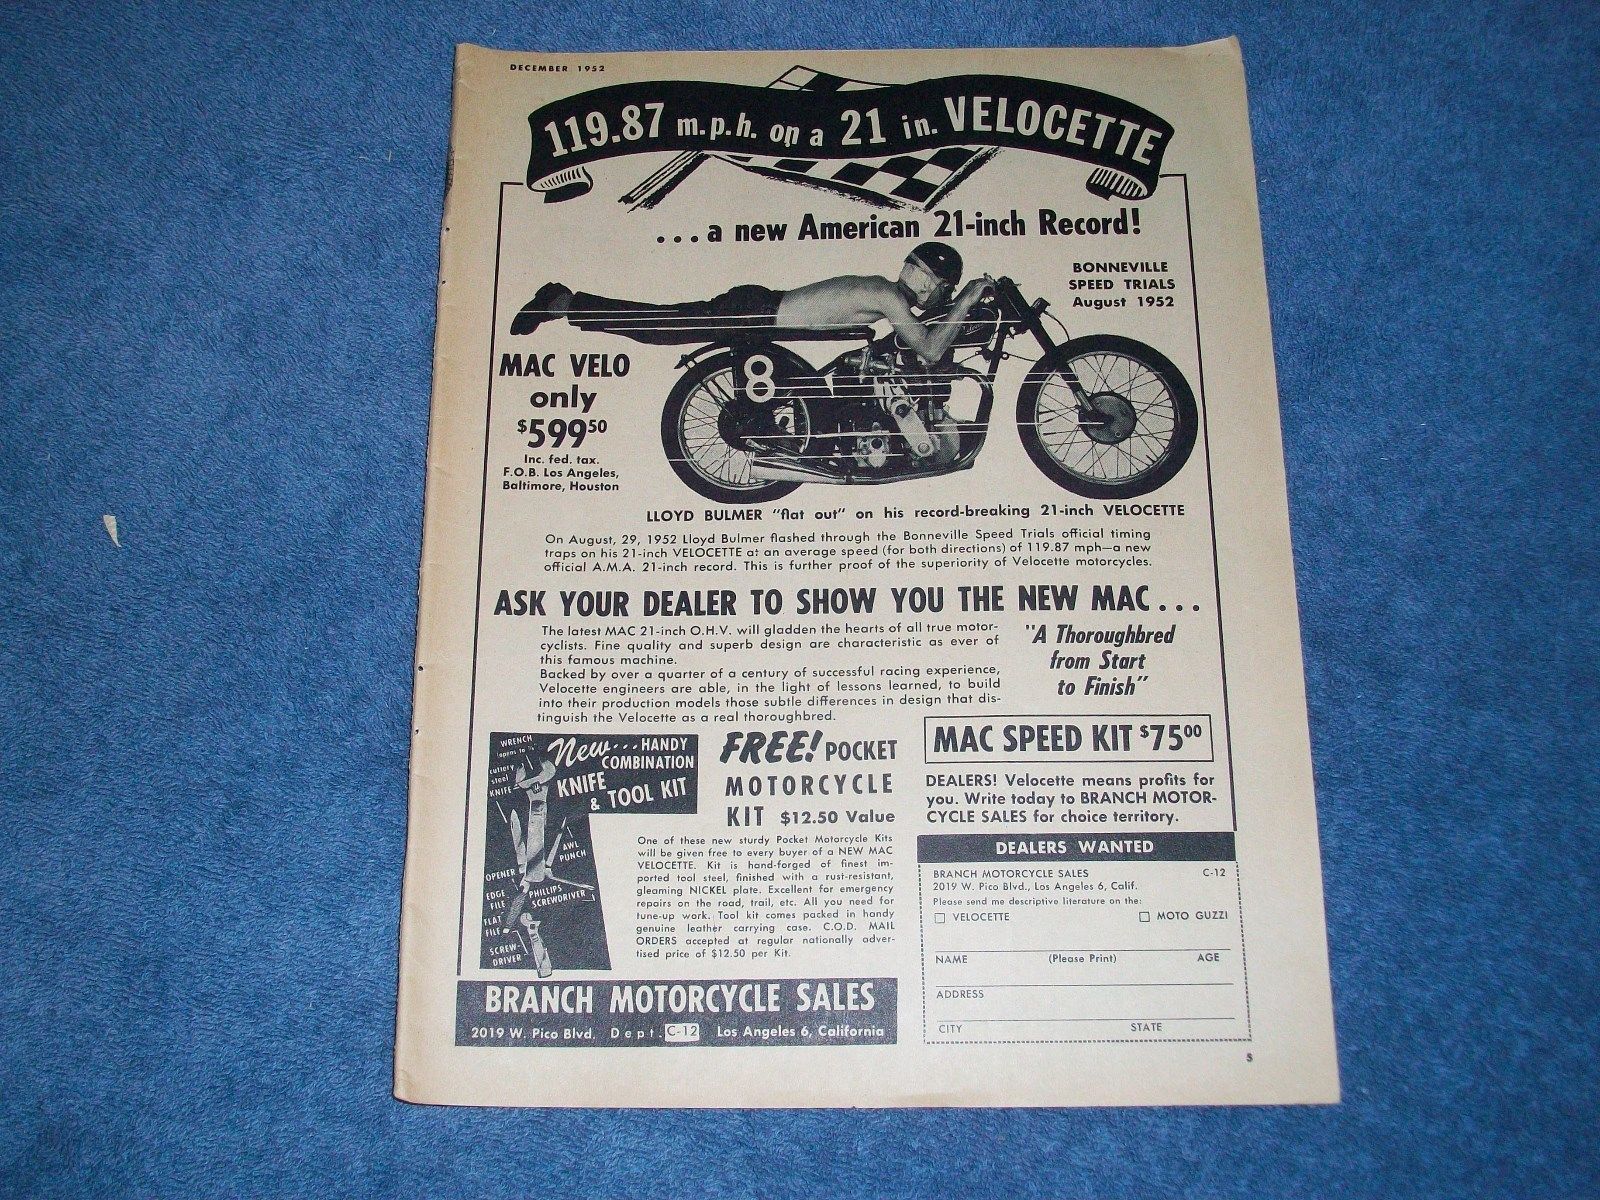 DECEMBER 1952
119.87 m.p.h. on a 21 in. VELOCETTE
...a new American 21-inch Record!
BONNEVILLE
SPEED TRIALS
August 1952
MAC VELO
only
$599.50
Inc. fed. tax.
F.O.B. Los Angeles,
Baltimore, Houston
8
LLOYD BULMER "flat out" on his record-breaking 21-inch VELOCETTE
On August, 29, 1952 Lloyd Bulmer flashed through the Bonneville Speed Trials official timing
traps on his 21-inch VELOCETTE at an average speed (for both directions) of 119.87 mph—a new
official A.M.A. 21-inch record. This is further proof of the superiority of Velocette motorcycles.
ASK YOUR DEALER TO SHOW YOU THE NEW MAC...
The latest MAC 21-inch O.H.V. will gladden the hearts of all true motor-
cyclists. Fine quality and superb design are characteristic as ever of
this famous machine.
Backed by over a quarter of a century of successful racing experience,
Velocette engineers are able, in the light of lessons learned, to build
into their production models those subtle differences in design that dis-
tinguish the Velocette as a real thoroughbred.
"A Thoroughbred
from Start
to Finish"
WRENCH
opens to
cutlery
steel
KNIFE
New...HANDY
COMBINATION
KNIFE
& TOOL KIT
AWL
PUNCH
OPENER
EDGE
FILE
PHILLIPS
SCREWDRIVER
FLAT
FILE
SCREW-
DRIVER
FREE! POCKET
MOTORCYCLE
KIT $12.50 Value
One of these new sturdy Pocket Motorcycle Kits
will be given free to every buyer of a NEW MAC
VELOCETTE. Kit is hand-forged of finest im-
ported tool steel, finished with a rust-resistant,
gleaming NICKEL plate. Excellent for emergency
repairs on the road, trail, etc. All you need for
tune-up work. Tool kit comes packed in handy
genuine leather carrying case. C.O.D. MAIL
ORDERS accepted at regular nationally adver-
tised price of $12.50 per Kit.
MAC SPEED KIT $75.00
DEALERS! Velocette means profits for
you. Write today to BRANCH MOTOR-
CYCLE SALES for choice territory.
DEALERS WANTED
BRANCH MOTORCYCLE SALES C-12
2019 W. Pico Blvd., Los Angeles 6, Calif.
Please send me descriptive literature on the:
☐ VELOCETTE ☐ MOTO GUZZI
NAME (Please Print) AGE
ADDRESS
CITY STATE
BRANCH MOTORCYCLE SALES
2019 W. Pico Blvd. Dept. C-12 Los Angeles 6, California
5